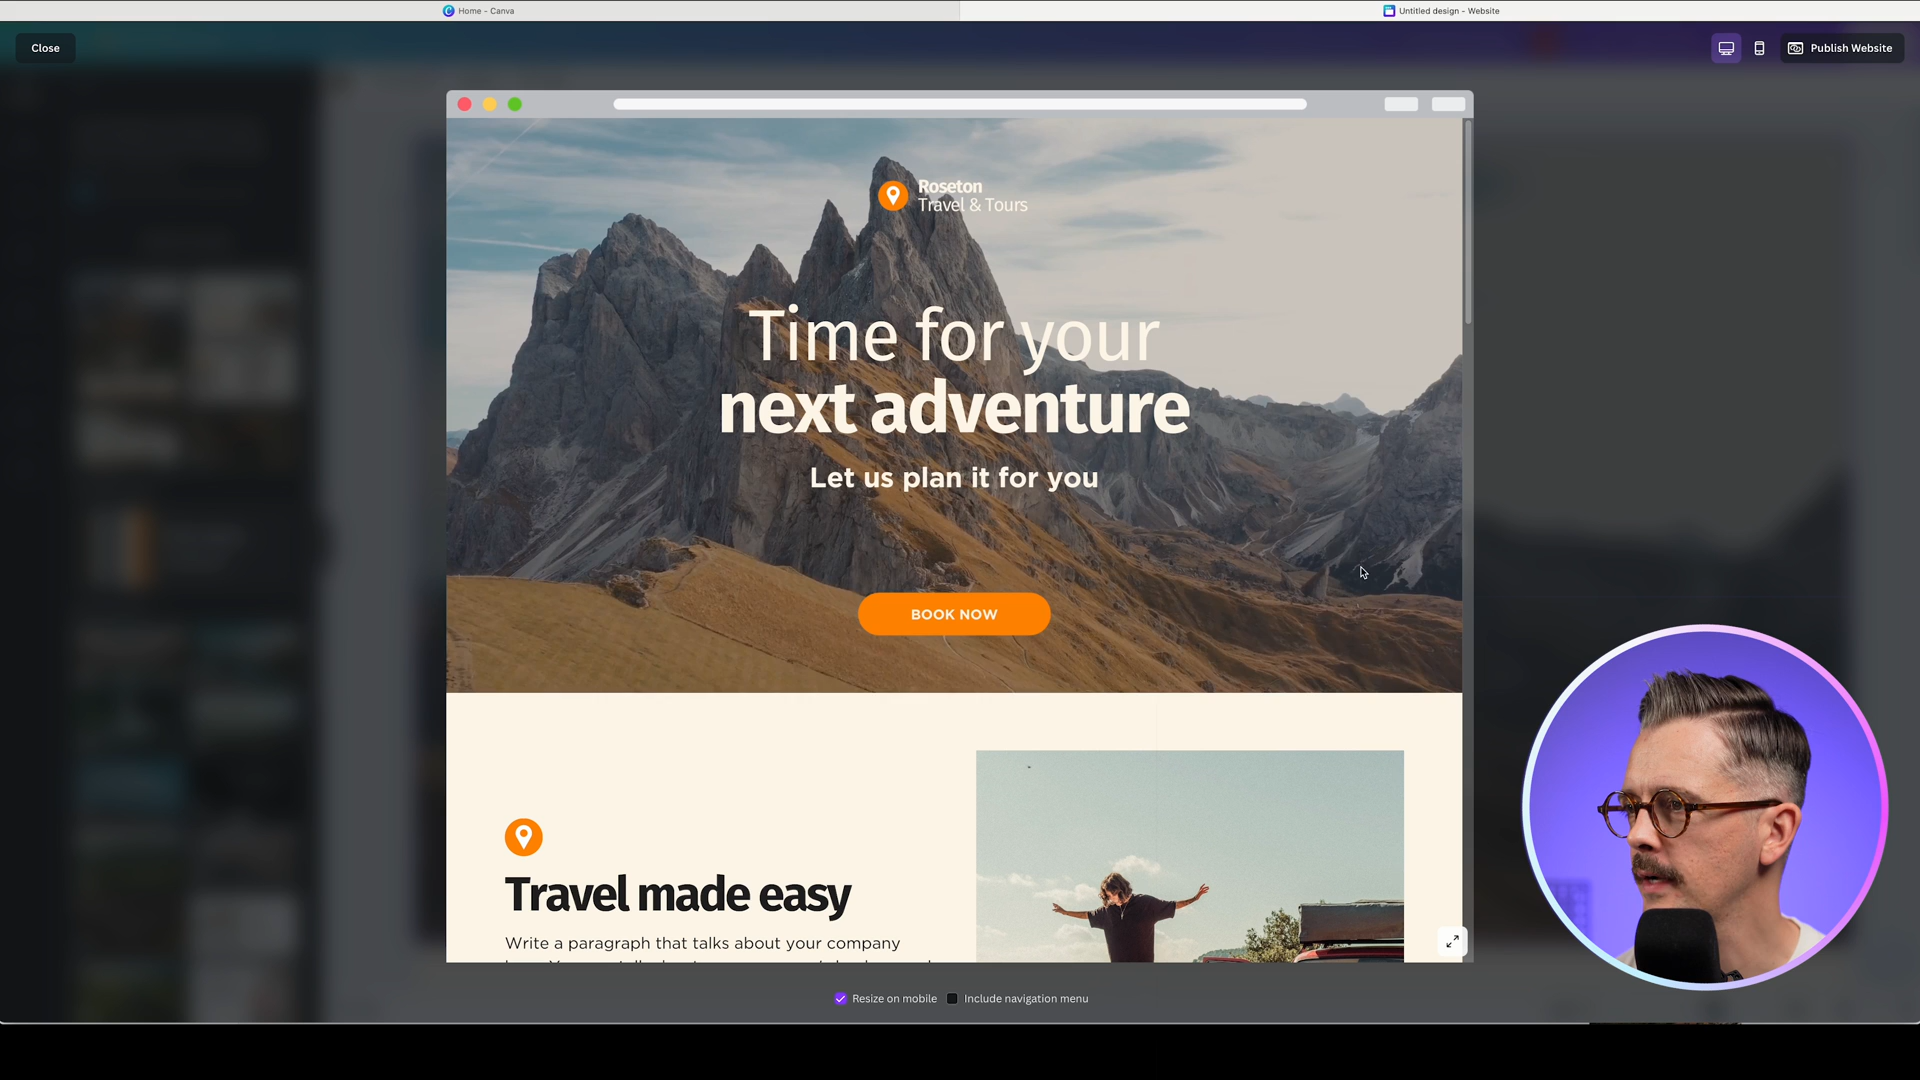 Home - Canva
Untitled design - Website
Close
Publish Website
Roseton
Travel & Tours
Time for your
next adventure
Let us plan it for you
BOOK NOW
Travel made easy
Write a paragraph that talks about your company
Resize on mobile
Include navigation menu